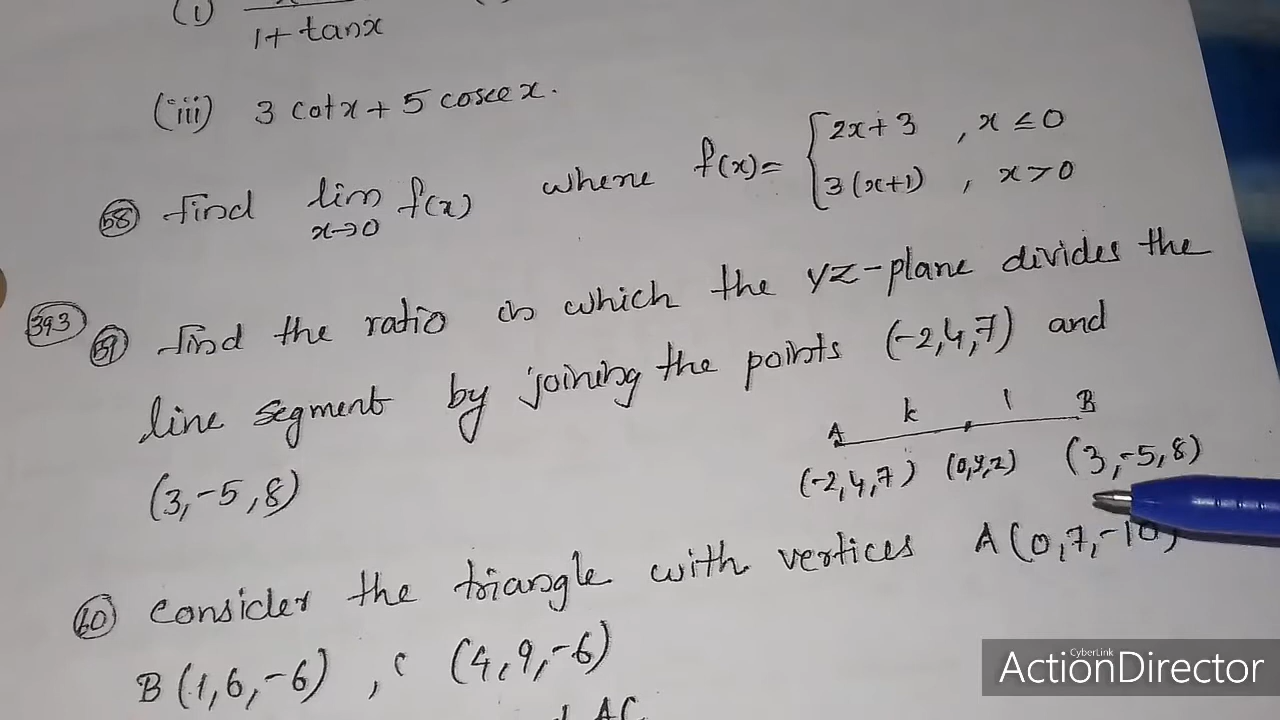 (i) x
1 + tanx
(iii) 3 cotx + 5 cosec x.
58 find lim x→0 f(x) where f(x) = { 2x + 3 , x ≤ 0
3 (x+1) , x > 0
393
59 find the ratio in which the YZ-plane divides the
line segment by joining the points (-2,4,7) and
(3,-5,8)
A k 1 B
(-2,4,7) (0,y,z) (3,-5,8)
60 consider the triangle with vertices A(0,7,-10)
B(1,6,-6) , C (4,9,-6)
AC
CyberLink
ActionDirector